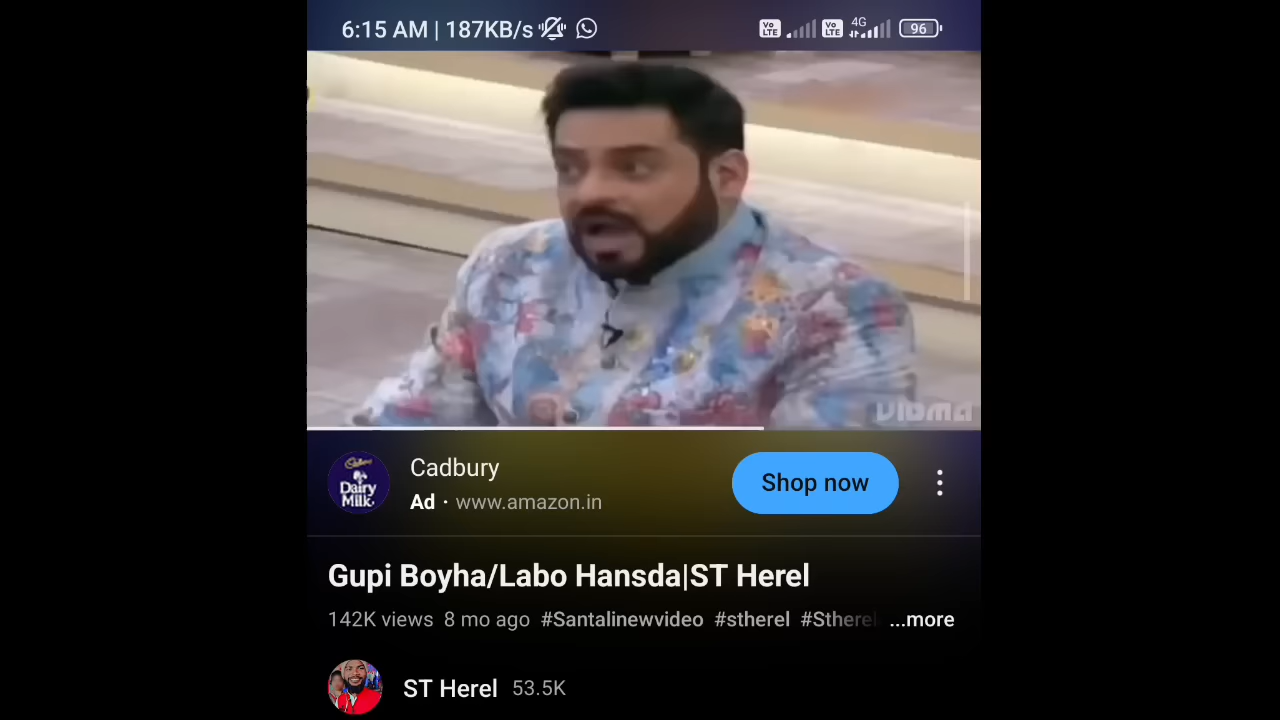 6:15 AM | 187KB/s
Vo LTE Vo LTE 4G 96
VIDMA
Cadbury
Dairy Milk
Ad · www.amazon.in
Shop now
Gupi Boyha/Labo Hansda|ST Herel
142K views 8 mo ago #Santalinewvideo #stherel #Stherel ...more
ST Herel 53.5K